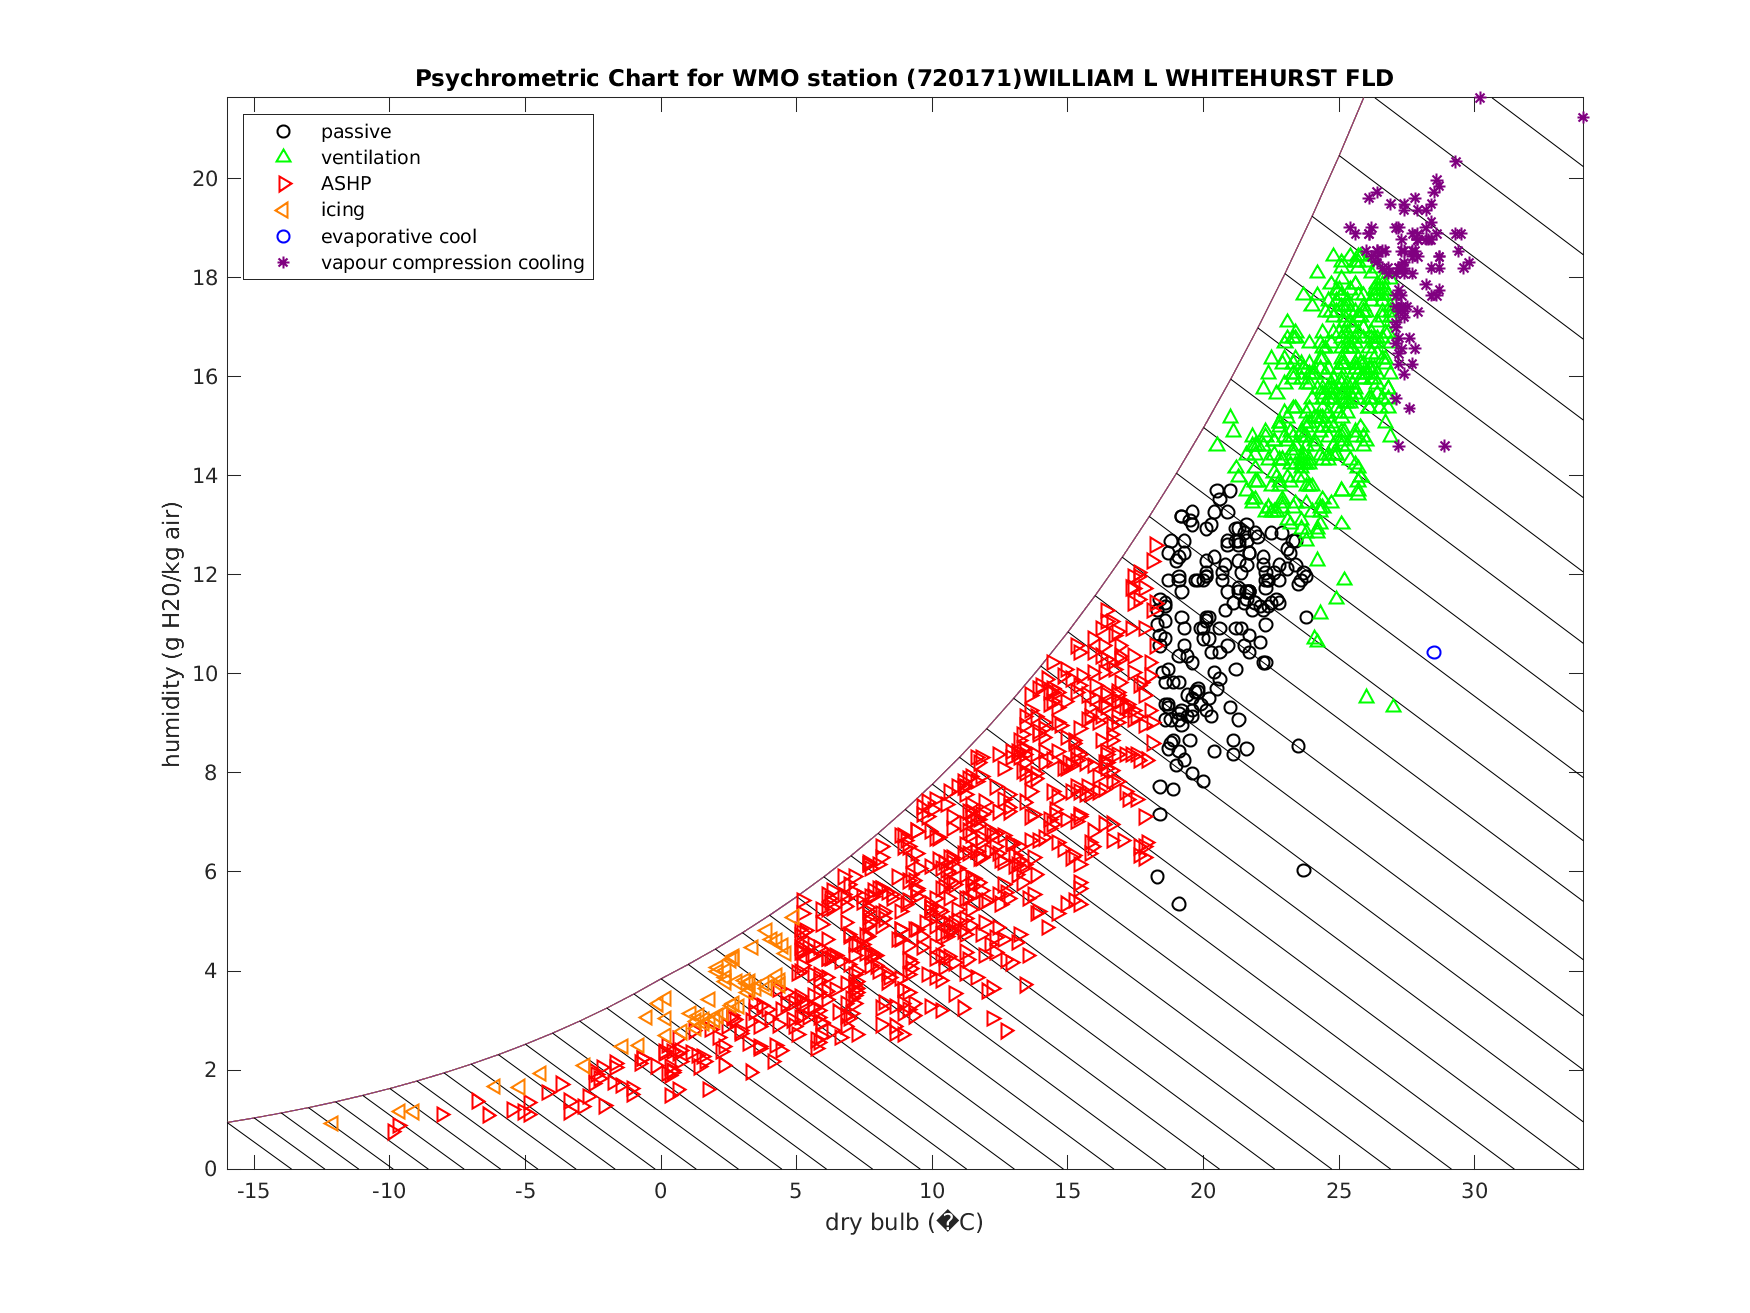 Psychrometric Chart for WMO station (720171)WILLIAM L WHITEHURST FLD
passive
ventilation
ASHP
icing
evaporative cool
vapour compression cooling
humidity (g H20/kg air)
20
18
16
14
12
10
8
6
4
2
0
-15 -10 -5 0 5 10 15 20 25 30
dry bulb (�C)